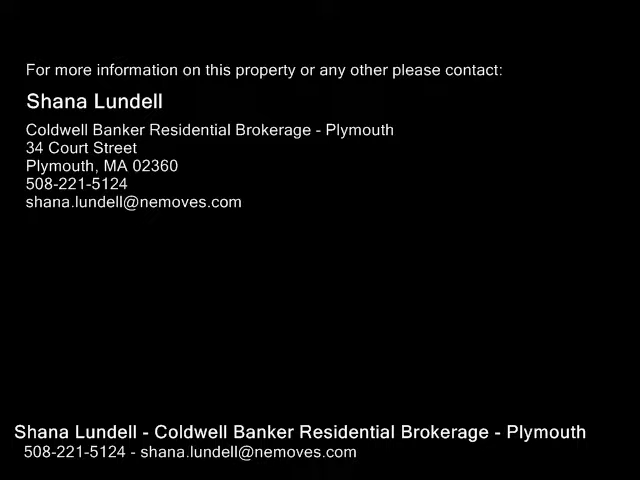 For more information on this property or any other please contact:
Shana Lundell
Coldwell Banker Residential Brokerage - Plymouth
34 Court Street
Plymouth, MA 02360
508-221-5124
shana.lundell@nemoves.com
Shana Lundell - Coldwell Banker Residential Brokerage - Plymouth
508-221-5124 - shana.lundell@nemoves.com